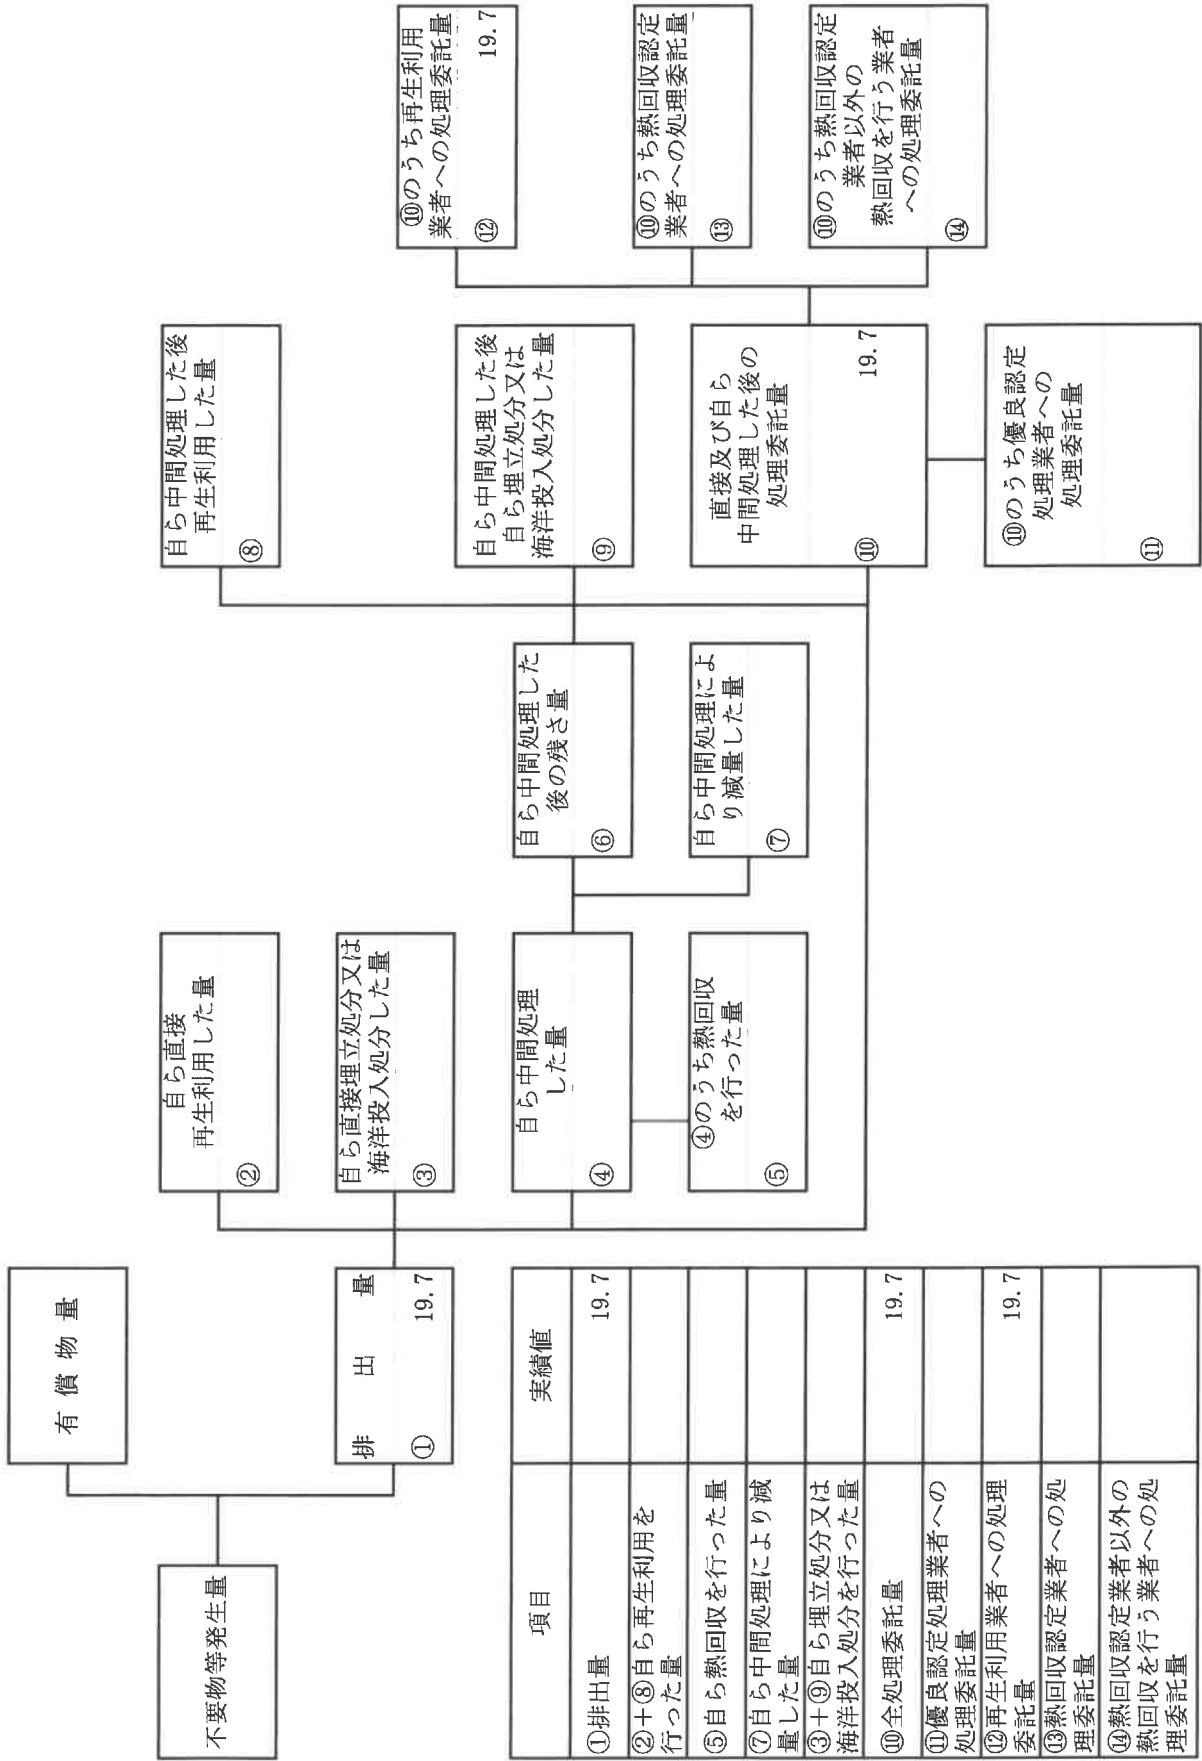 不要物等発生量
有償物量
排出量
①
19.7
自ら直接
再生利用した量
②
自ら直接埋立処分又は
海洋投入処分した量
③
自ら中間処理
した量
④
④のうち熱回収
を行った量
⑤
自ら中間処理した
後の残さ量
⑥
自ら中間処理によ
り減量した量
⑦
自ら中間処理した後
再生利用した量
⑧
自ら中間処理した後
自ら埋立処分又は
海洋投入処分した量
⑨
直接及び自ら
中間処理した後の
処理委託量
⑩
19.7
⑩のうち優良認定
処理業者への
処理委託量
⑪
⑩のうち再生利用
業者への処理委託量
⑫
19.7
⑩のうち熱回収認定
業者への処理委託量
⑬
⑩のうち熱回収認定
業者以外の
熱回収を行う業者
への処理委託量
⑭
項目
実績値
①排出量
19.7
②+⑧自ら再生利用を
行った量
⑤自ら熱回収を行った量
⑦自ら中間処理により減
量した量
③+⑨自ら埋立処分又は
海洋投入処分を行った量
⑩全処理委託量
19.7
⑪優良認定処理業者への
処理委託量
⑫再生利用業者への処理
委託量
19.7
⑬熱回収認定業者への処
理委託量
⑭熱回収認定業者以外の
熱回収を行う業者への処
理委託量